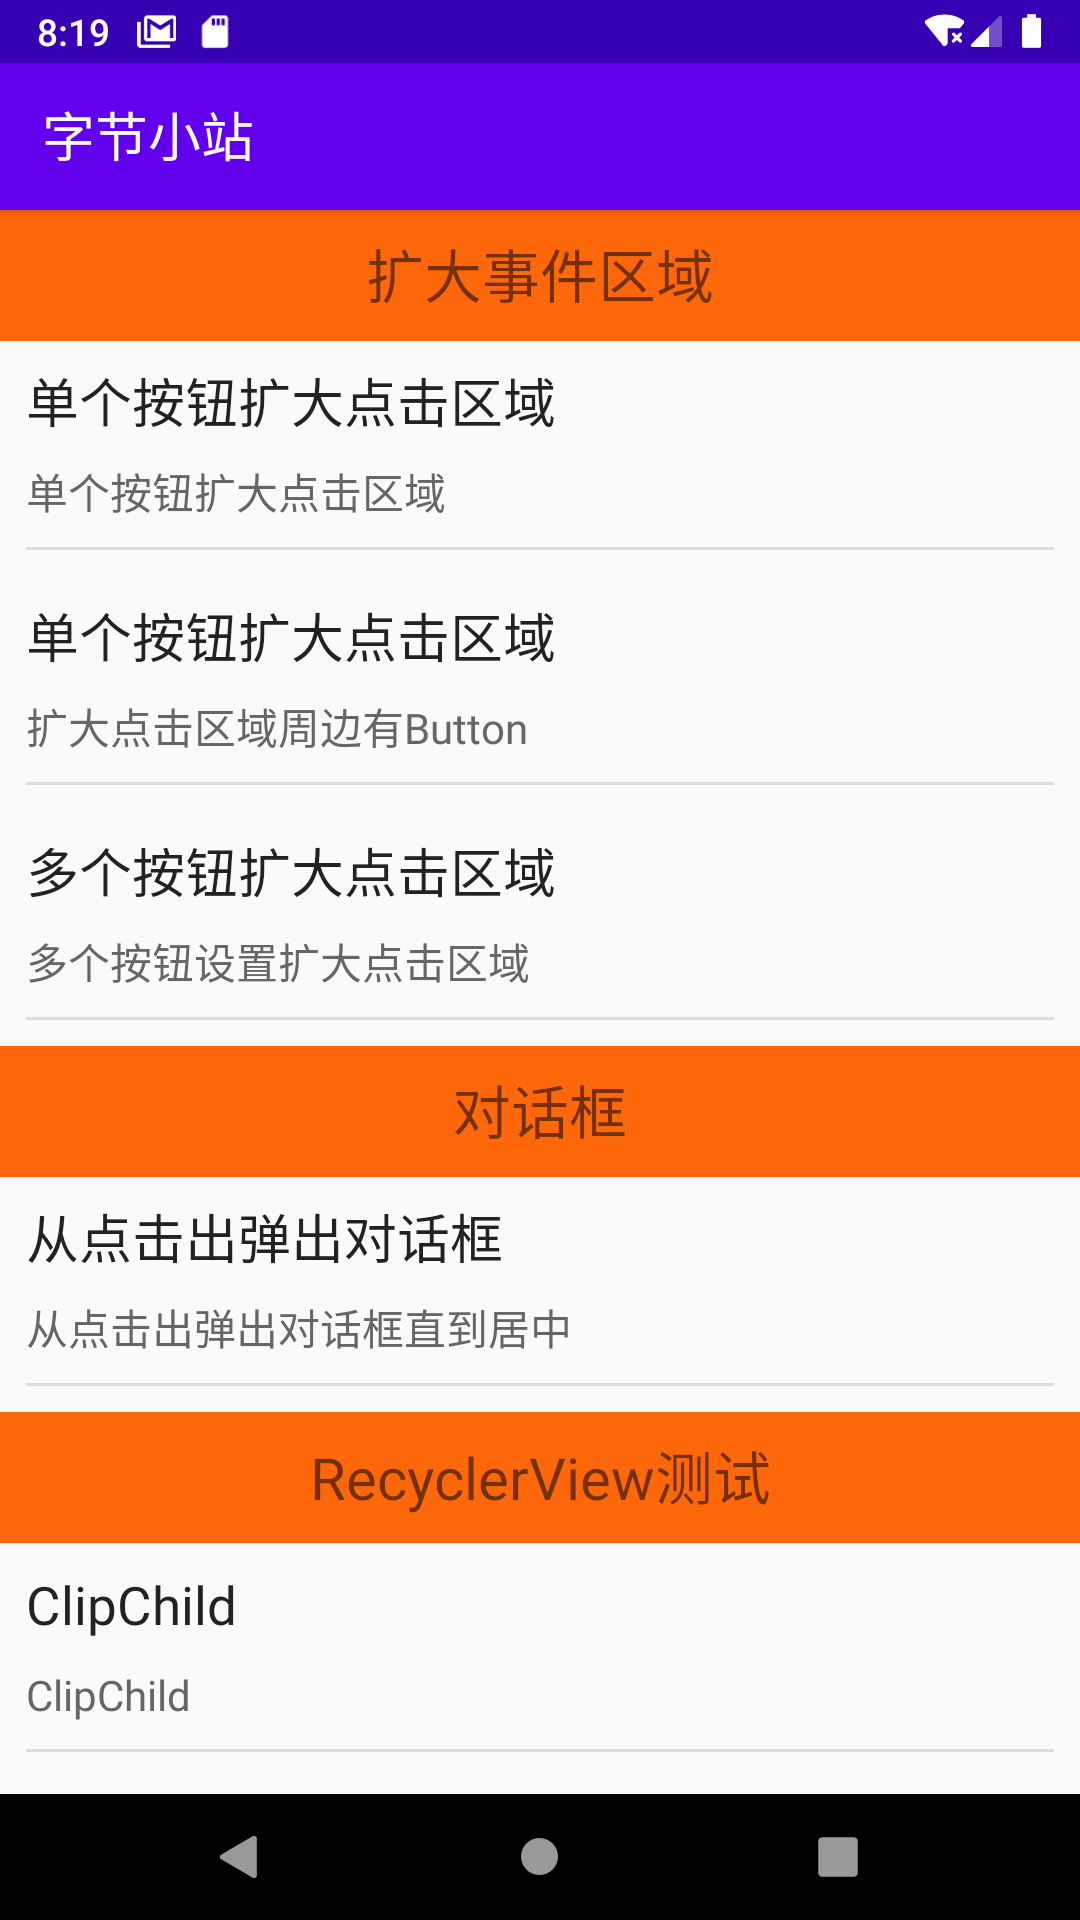 8:19
字节小站
扩大事件区域
单个按钮扩大点击区域
单个按钮扩大点击区域
单个按钮扩大点击区域
扩大点击区域周边有Button
多个按钮扩大点击区域
多个按钮设置扩大点击区域
对话框
从点击出弹出对话框
从点击出弹出对话框直到居中
RecyclerView测试
ClipChild
ClipChild